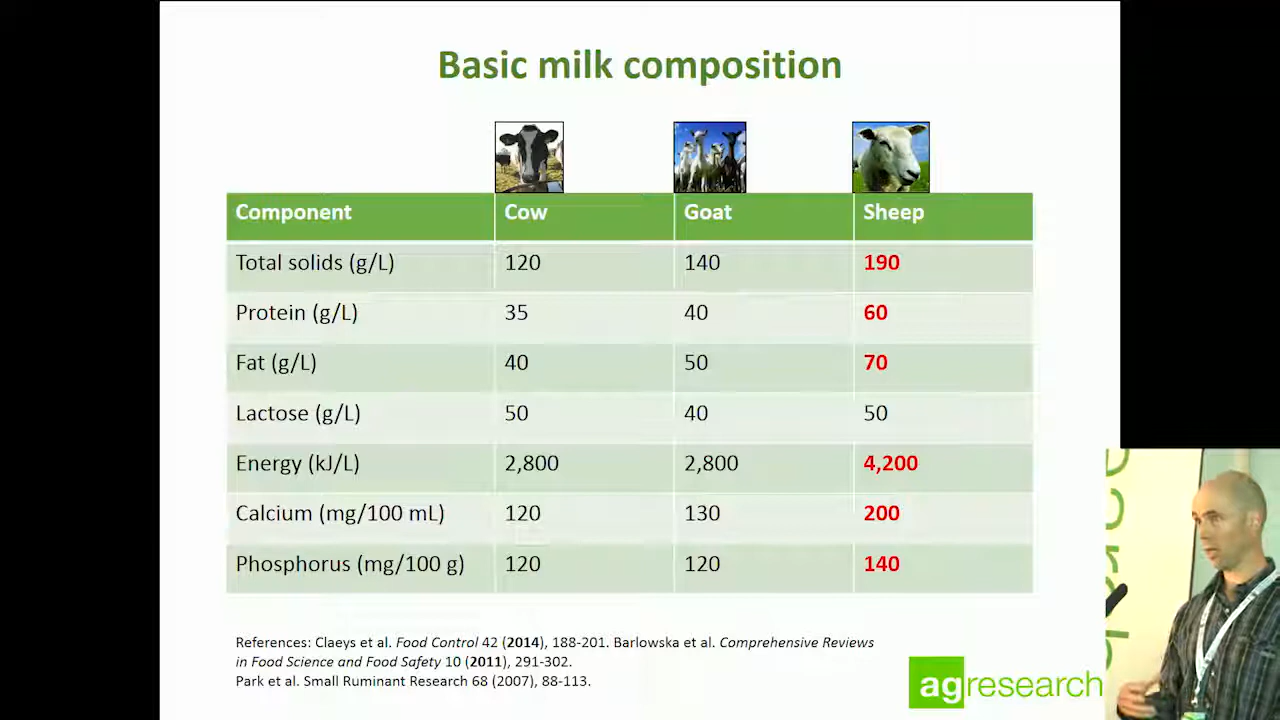 Basic milk composition
Component Cow Goat Sheep
Total solids (g/L) 120 140 190
Protein (g/L) 35 40 60
Fat (g/L) 40 50 70
Lactose (g/L) 50 40 50
Energy (kJ/L) 2,800 2,800 4,200
Calcium (mg/100 mL) 120 130 200
Phosphorus (mg/100 g) 120 120 140
References: Claeys et al. Food Control 42 (2014), 188-201. Barlowska et al. Comprehensive Reviews
in Food Science and Food Safety 10 (2011), 291-302.
Park et al. Small Ruminant Research 68 (2007), 88-113.
agresearch